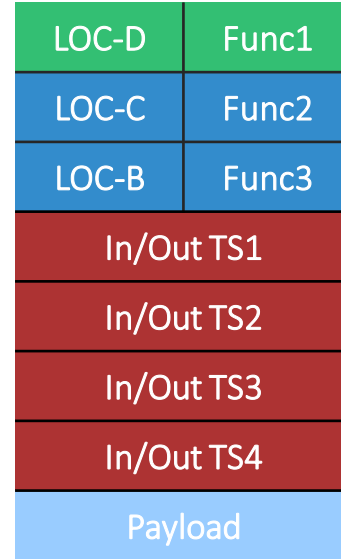 LOC-D Func1
LOC-C Func2
LOC-B Func3
In/Out TS1
In/Out TS2
In/Out TS3
In/Out TS4
Payload